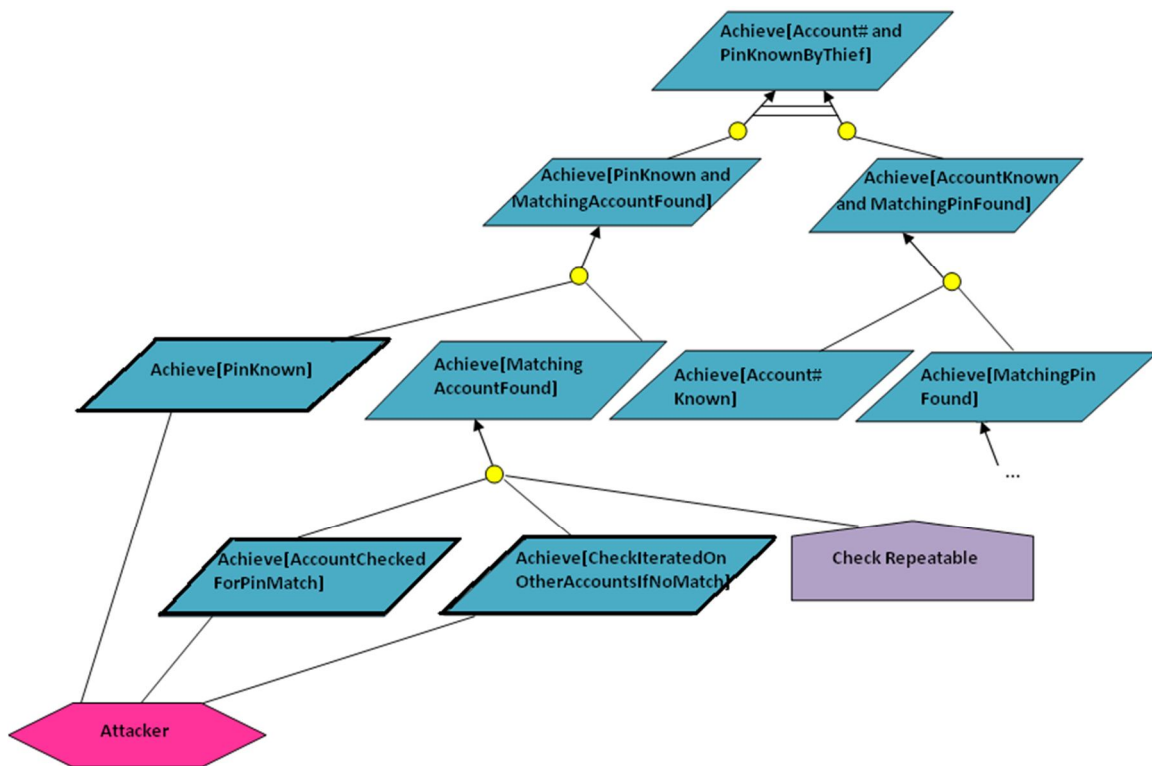 Achieve[Account# and
PinKnownByThief]
Achieve[PinKnown and
MatchingAccountFound]
Achieve[AccountKnown
and MatchingPinFound]
Achieve[PinKnown]
Achieve[Matching
AccountFound]
Achieve[Account#
Known]
Achieve[MatchingPin
Found]
...
Achieve[AccountChecked
ForPinMatch]
Achieve[CheckIteratedOn
OtherAccountsIfNoMatch]
Check Repeatable
Attacker